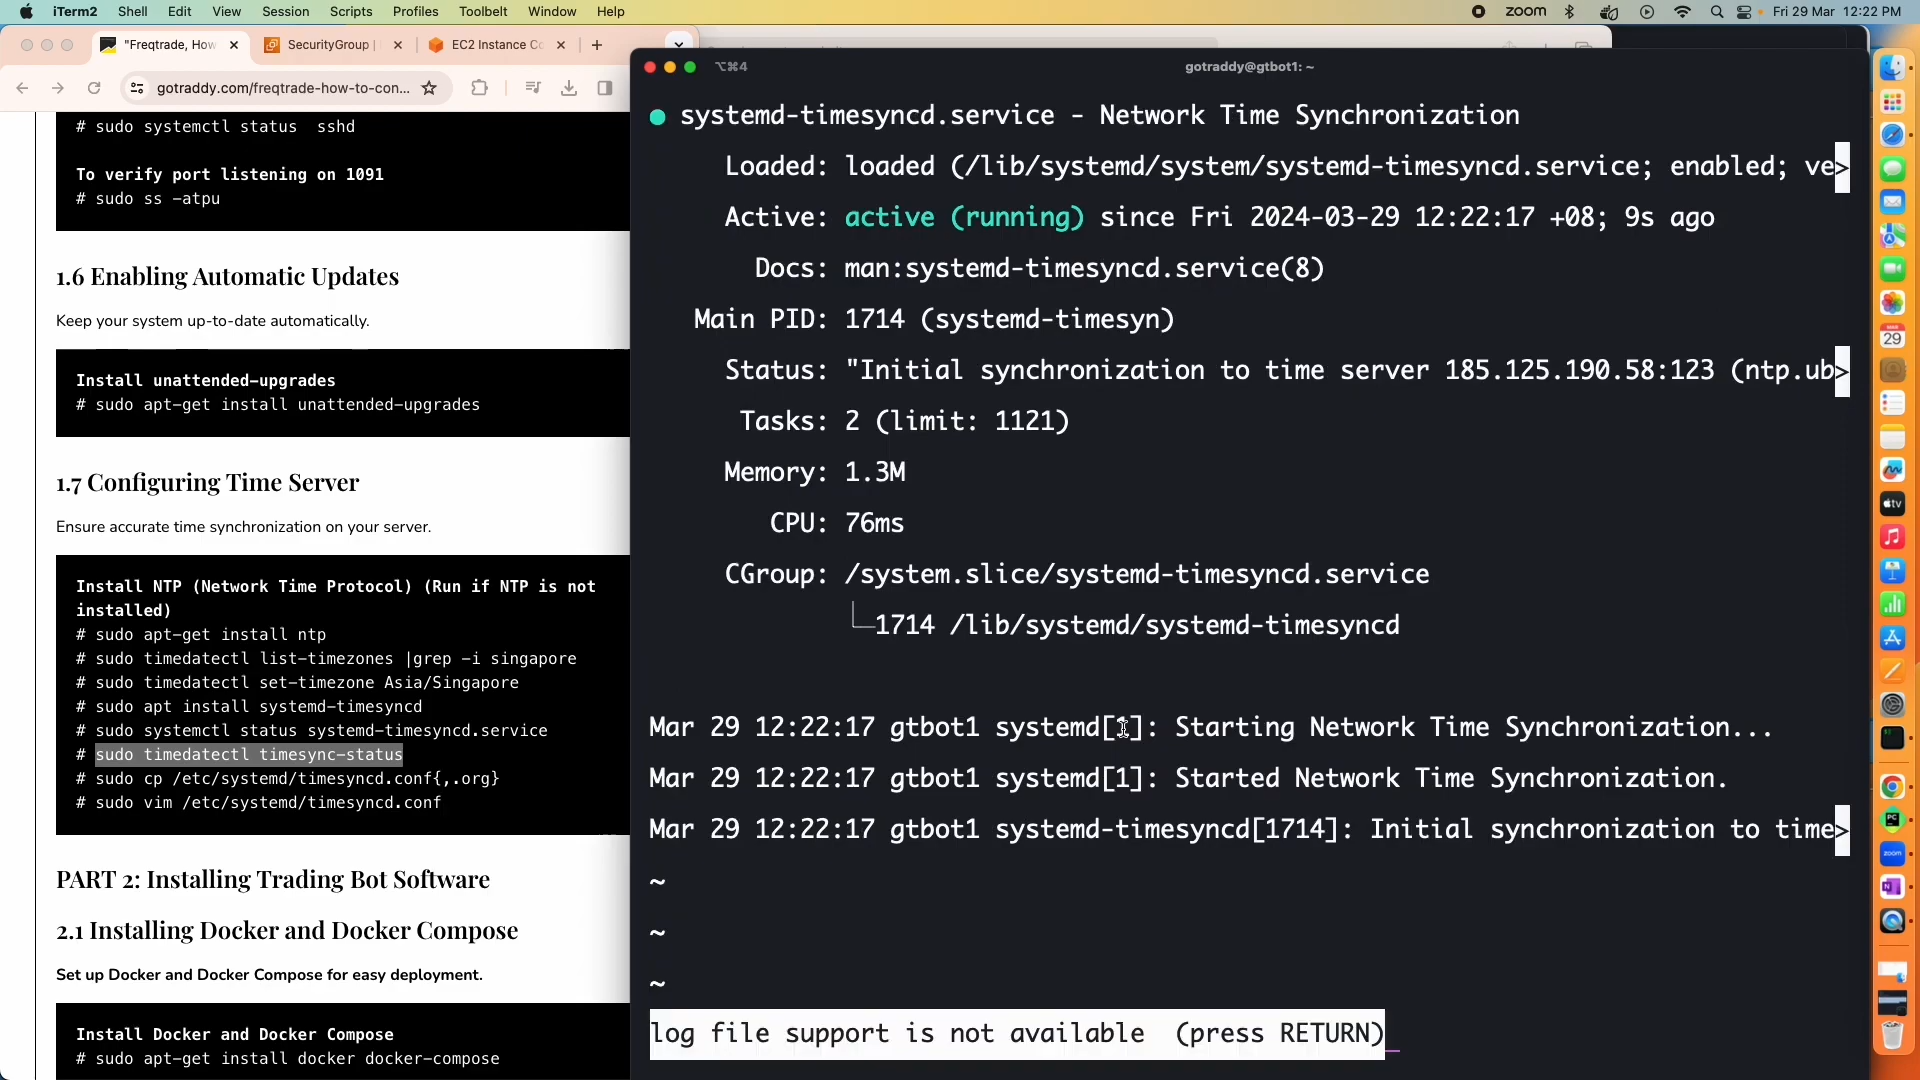 iTerm2 Shell Edit View Session Scripts Profiles Toolbelt Window Help
zoom Fri 29 Mar 12:22 PM
"Freqtrade, How
SecurityGroup |
EC2 Instance Co
gotraddy.com/freqtrade-how-to-con...
# sudo systemctl status sshd
To verify port listening on 1091
# sudo ss -atpu
1.6 Enabling Automatic Updates
Keep your system up-to-date automatically.
Install unattended-upgrades
# sudo apt-get install unattended-upgrades
1.7 Configuring Time Server
Ensure accurate time synchronization on your server.
Install NTP (Network Time Protocol) (Run if NTP is not
installed)
# sudo apt-get install ntp
# sudo timedatectl list-timezones |grep -i singapore
# sudo timedatectl set-timezone Asia/Singapore
# sudo apt install systemd-timesyncd
# sudo systemctl status systemd-timesyncd.service
# sudo timedatectl timesync-status
# sudo cp /etc/systemd/timesyncd.conf{,.org}
# sudo vim /etc/systemd/timesyncd.conf
PART 2: Installing Trading Bot Software
2.1 Installing Docker and Docker Compose
Set up Docker and Docker Compose for easy deployment.
Install Docker and Docker Compose
# sudo apt-get install docker docker-compose
⌥⌘4
gotraddy@gtbot1: ~
● systemd-timesyncd.service - Network Time Synchronization
Loaded: loaded (/lib/systemd/system/systemd-timesyncd.service; enabled; ve>
Active: active (running) since Fri 2024-03-29 12:22:17 +08; 9s ago
Docs: man:systemd-timesyncd.service(8)
Main PID: 1714 (systemd-timesyn)
Status: "Initial synchronization to time server 185.125.190.58:123 (ntp.ub>
Tasks: 2 (limit: 1121)
Memory: 1.3M
CPU: 76ms
CGroup: /system.slice/systemd-timesyncd.service
└─1714 /lib/systemd/systemd-timesyncd
Mar 29 12:22:17 gtbot1 systemd[1]: Starting Network Time Synchronization...
Mar 29 12:22:17 gtbot1 systemd[1]: Started Network Time Synchronization.
Mar 29 12:22:17 gtbot1 systemd-timesyncd[1714]: Initial synchronization to time>
~
~
~
log file support is not available (press RETURN)
29
tv
PC
zoom
N